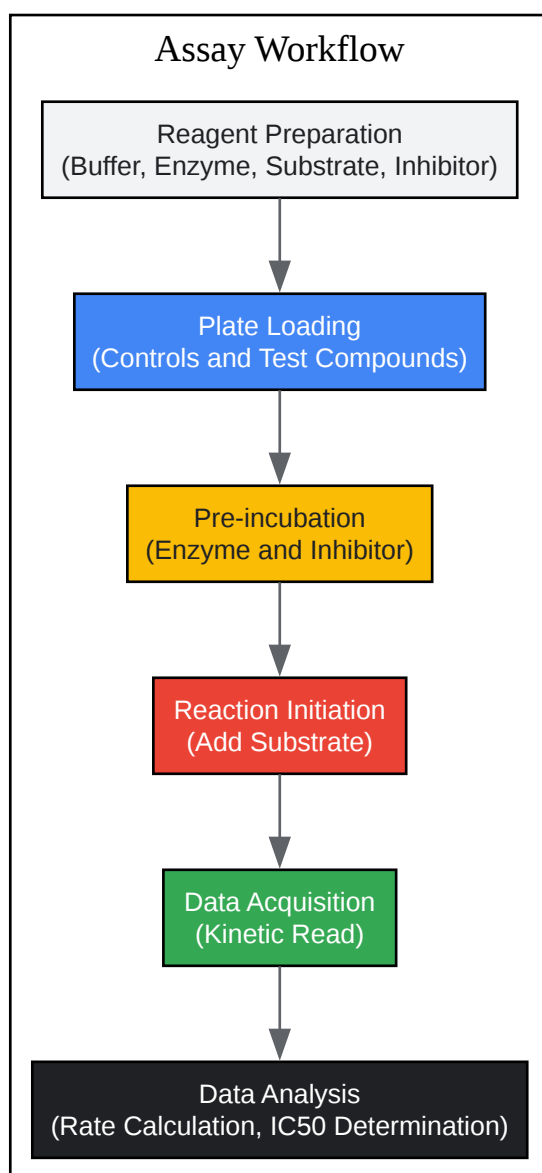 Assay Workflow
Reagent Preparation
(Buffer, Enzyme, Substrate, Inhibitor)
Plate Loading
(Controls and Test Compounds)
Pre-incubation
(Enzyme and Inhibitor)
Reaction Initiation
(Add Substrate)
Data Acquisition
(Kinetic Read)
Data Analysis
(Rate Calculation, IC50 Determination)